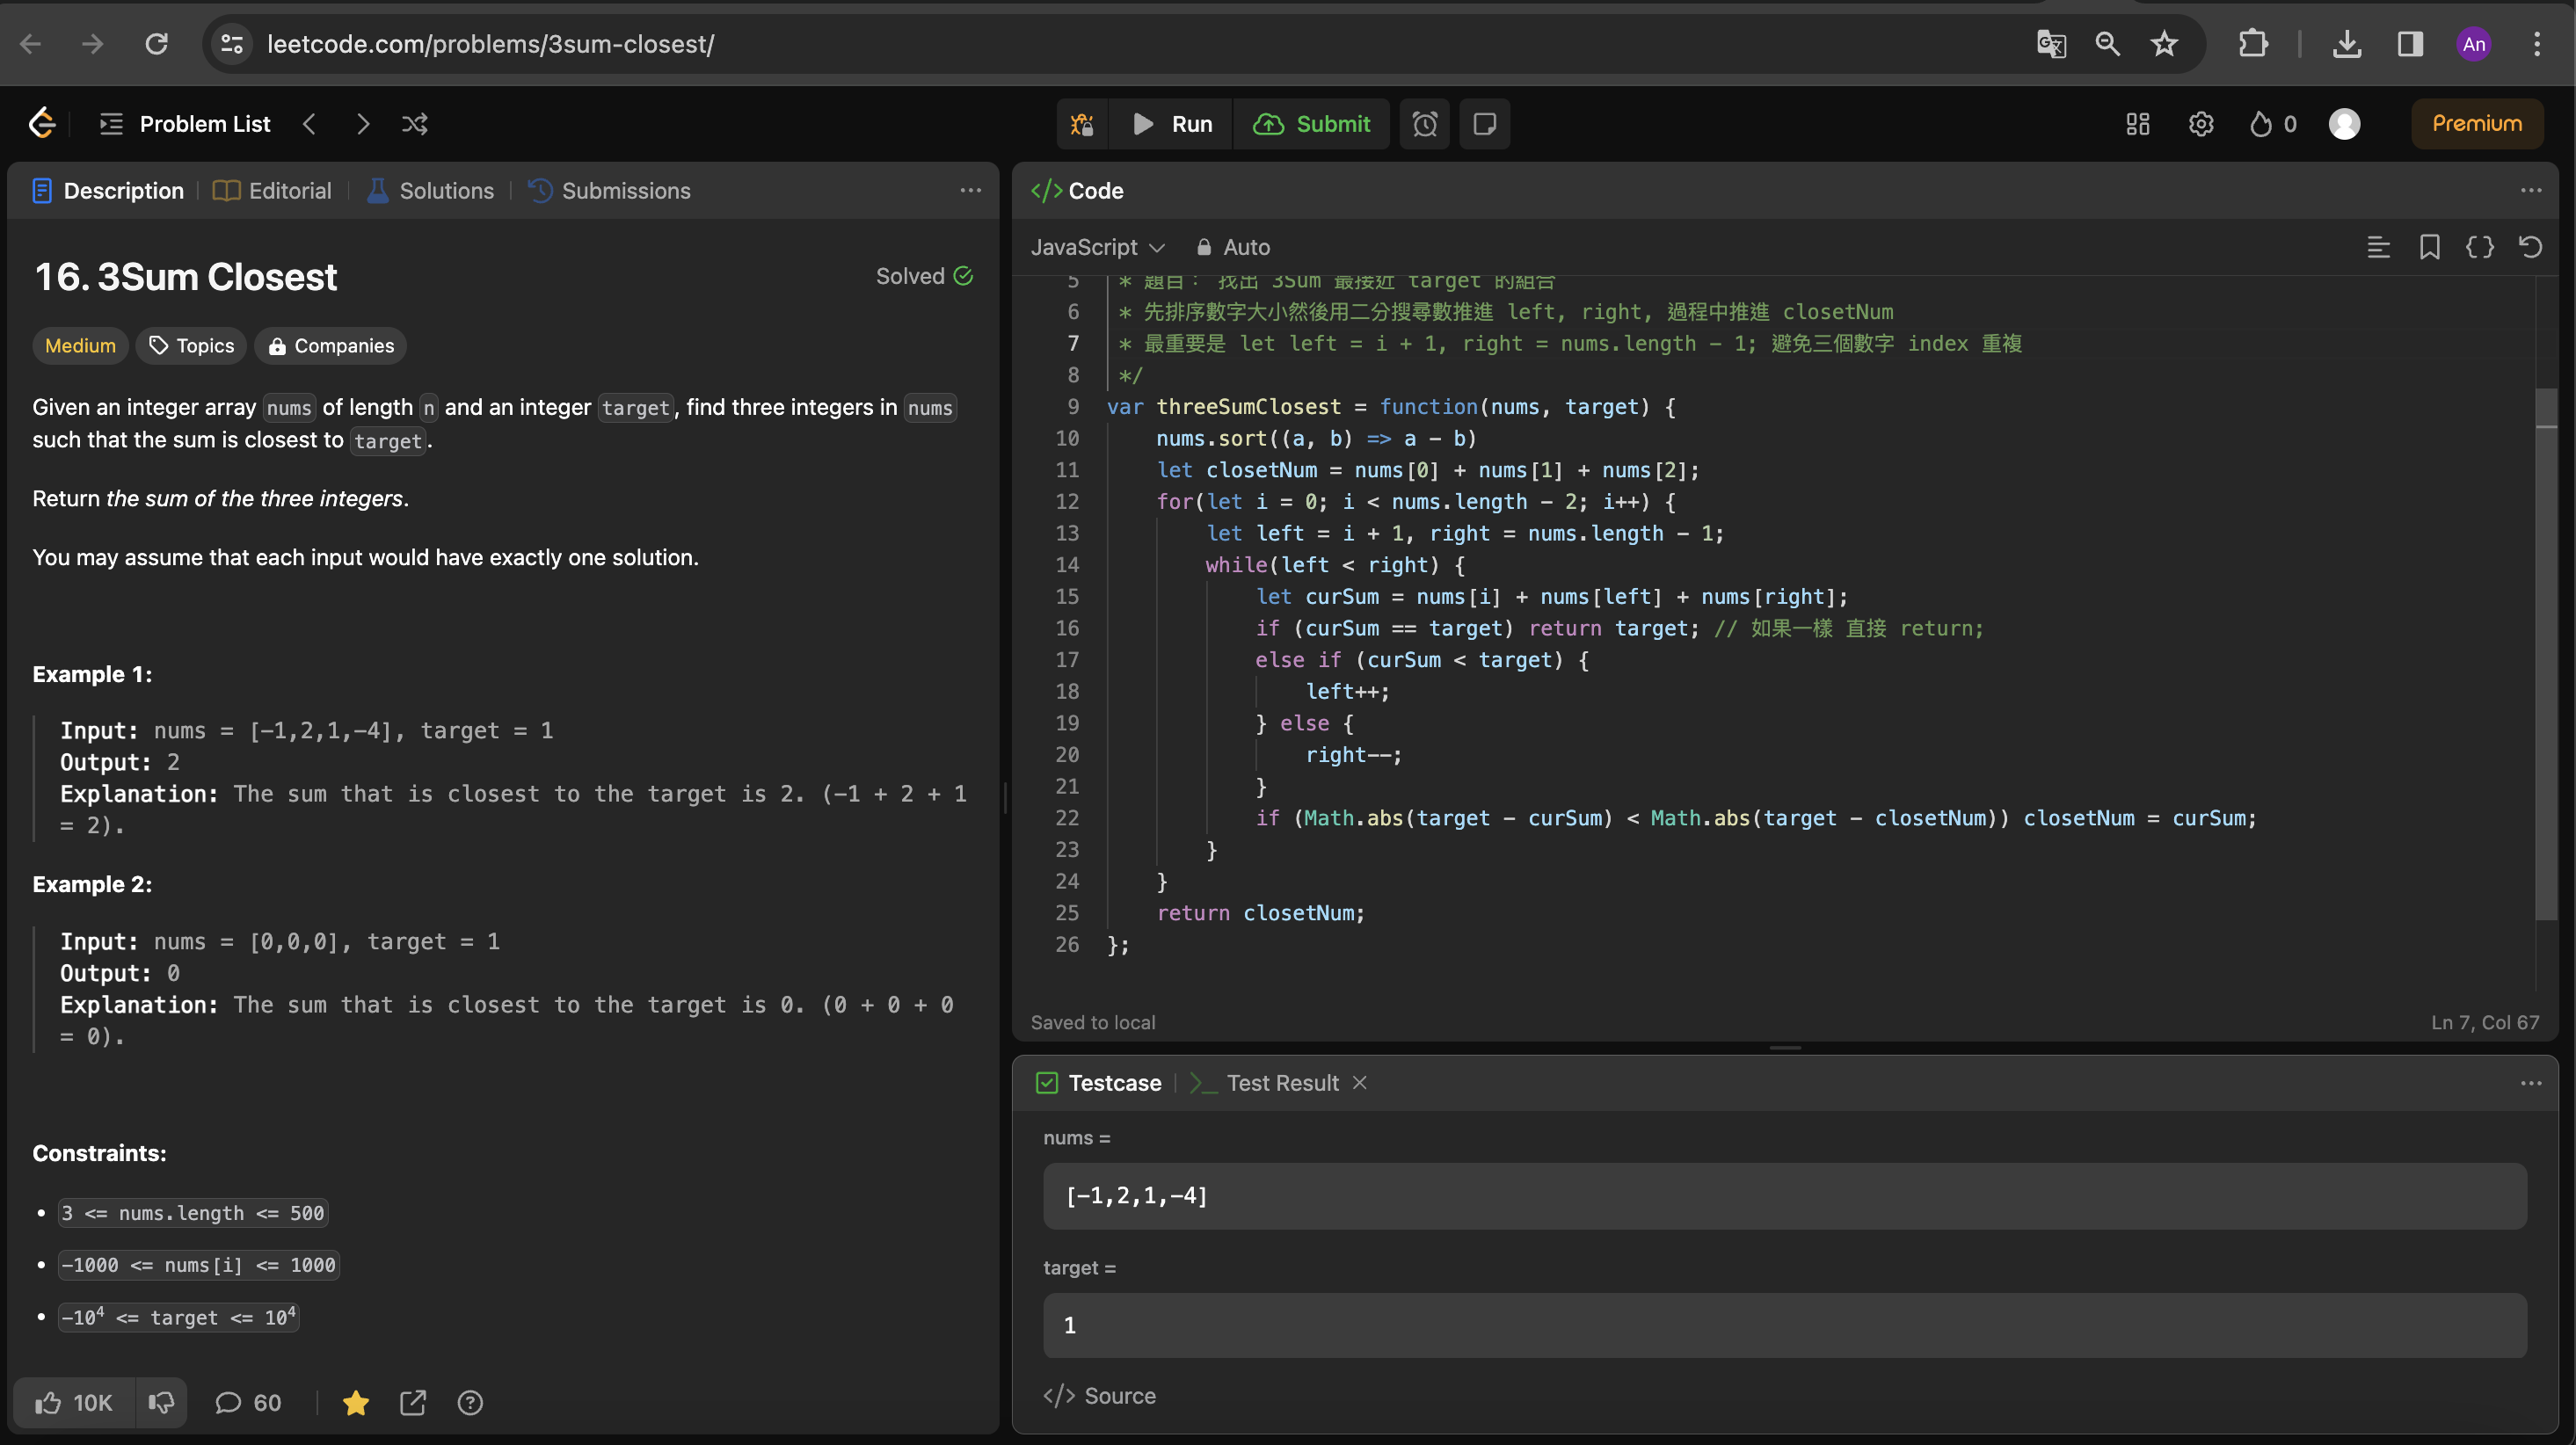 leetcode.com/problems/3sum-closest/
An
Problem List
Run
Submit
0
Premium
Description
Editorial
Solutions
Submissions
16. 3Sum Closest
Solved
Medium
Topics
Companies
Given an integer array nums of length n and an integer target, find three integers in nums
such that the sum is closest to target.
Return the sum of the three integers.
You may assume that each input would have exactly one solution.
Example 1:
Input: nums = [-1,2,1,-4], target = 1
Output: 2
Explanation: The sum that is closest to the target is 2. (-1 + 2 + 1
= 2).
Example 2:
Input: nums = [0,0,0], target = 1
Output: 0
Explanation: The sum that is closest to the target is 0. (0 + 0 + 0
= 0).
Constraints:
3 <= nums.length <= 500
-1000 <= nums[i] <= 1000
-10⁴ <= target <= 10⁴
10K
60
</> Code
JavaScript
Auto
5 * 題目： 找出 3Sum 最接近 target 的組合
6 * 先排序數字大小然後用二分搜尋數推進 left, right, 過程中推進 closetNum
7 * 最重要是 let left = i + 1, right = nums.length - 1; 避免三個數字 index 重複
8 */
9 var threeSumClosest = function(nums, target) {
10 nums.sort((a, b) => a - b)
11 let closetNum = nums[0] + nums[1] + nums[2];
12 for(let i = 0; i < nums.length - 2; i++) {
13 let left = i + 1, right = nums.length - 1;
14 while(left < right) {
15 let curSum = nums[i] + nums[left] + nums[right];
16 if (curSum == target) return target; // 如果一樣 直接 return;
17 else if (curSum < target) {
18 left++;
19 } else {
20 right--;
21 }
22 if (Math.abs(target - curSum) < Math.abs(target - closetNum)) closetNum = curSum;
23 }
24 }
25 return closetNum;
26 };
Saved to local
Ln 7, Col 67
Testcase
Test Result
nums =
[-1,2,1,-4]
target =
1
</> Source